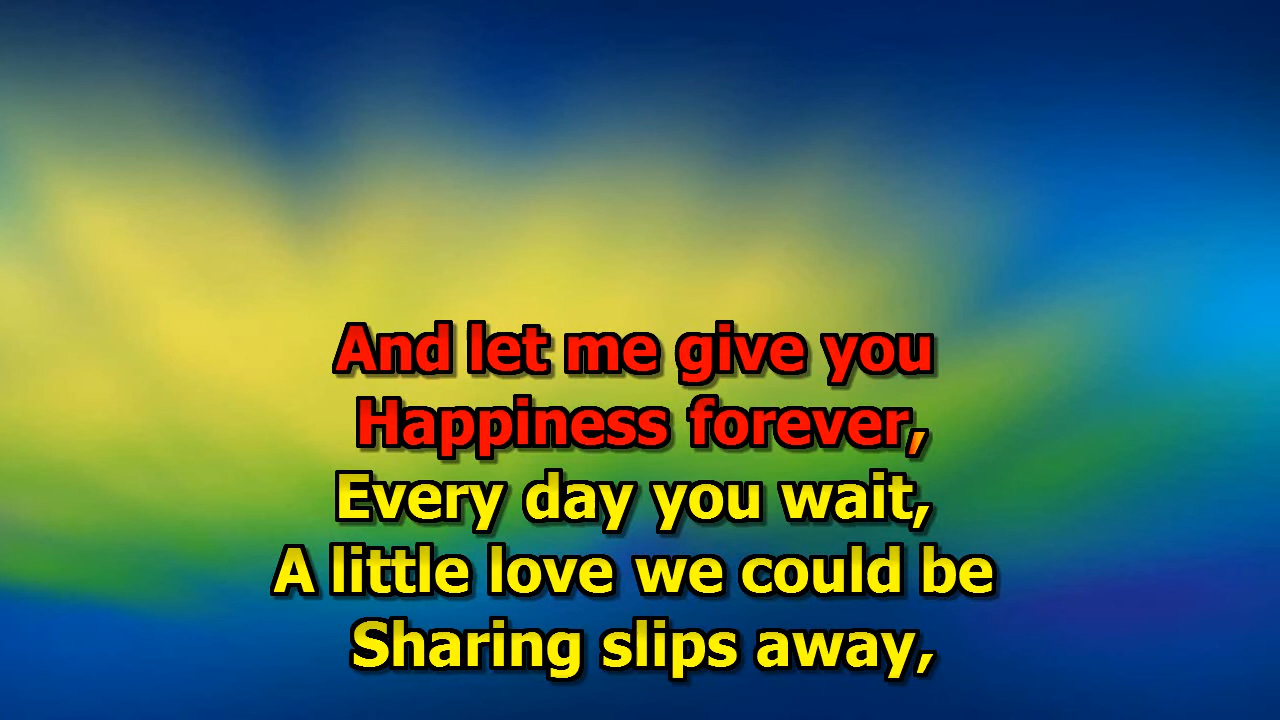 And let me give you
Happiness forever,
Every day you wait,
A little love we could be
Sharing slips away,